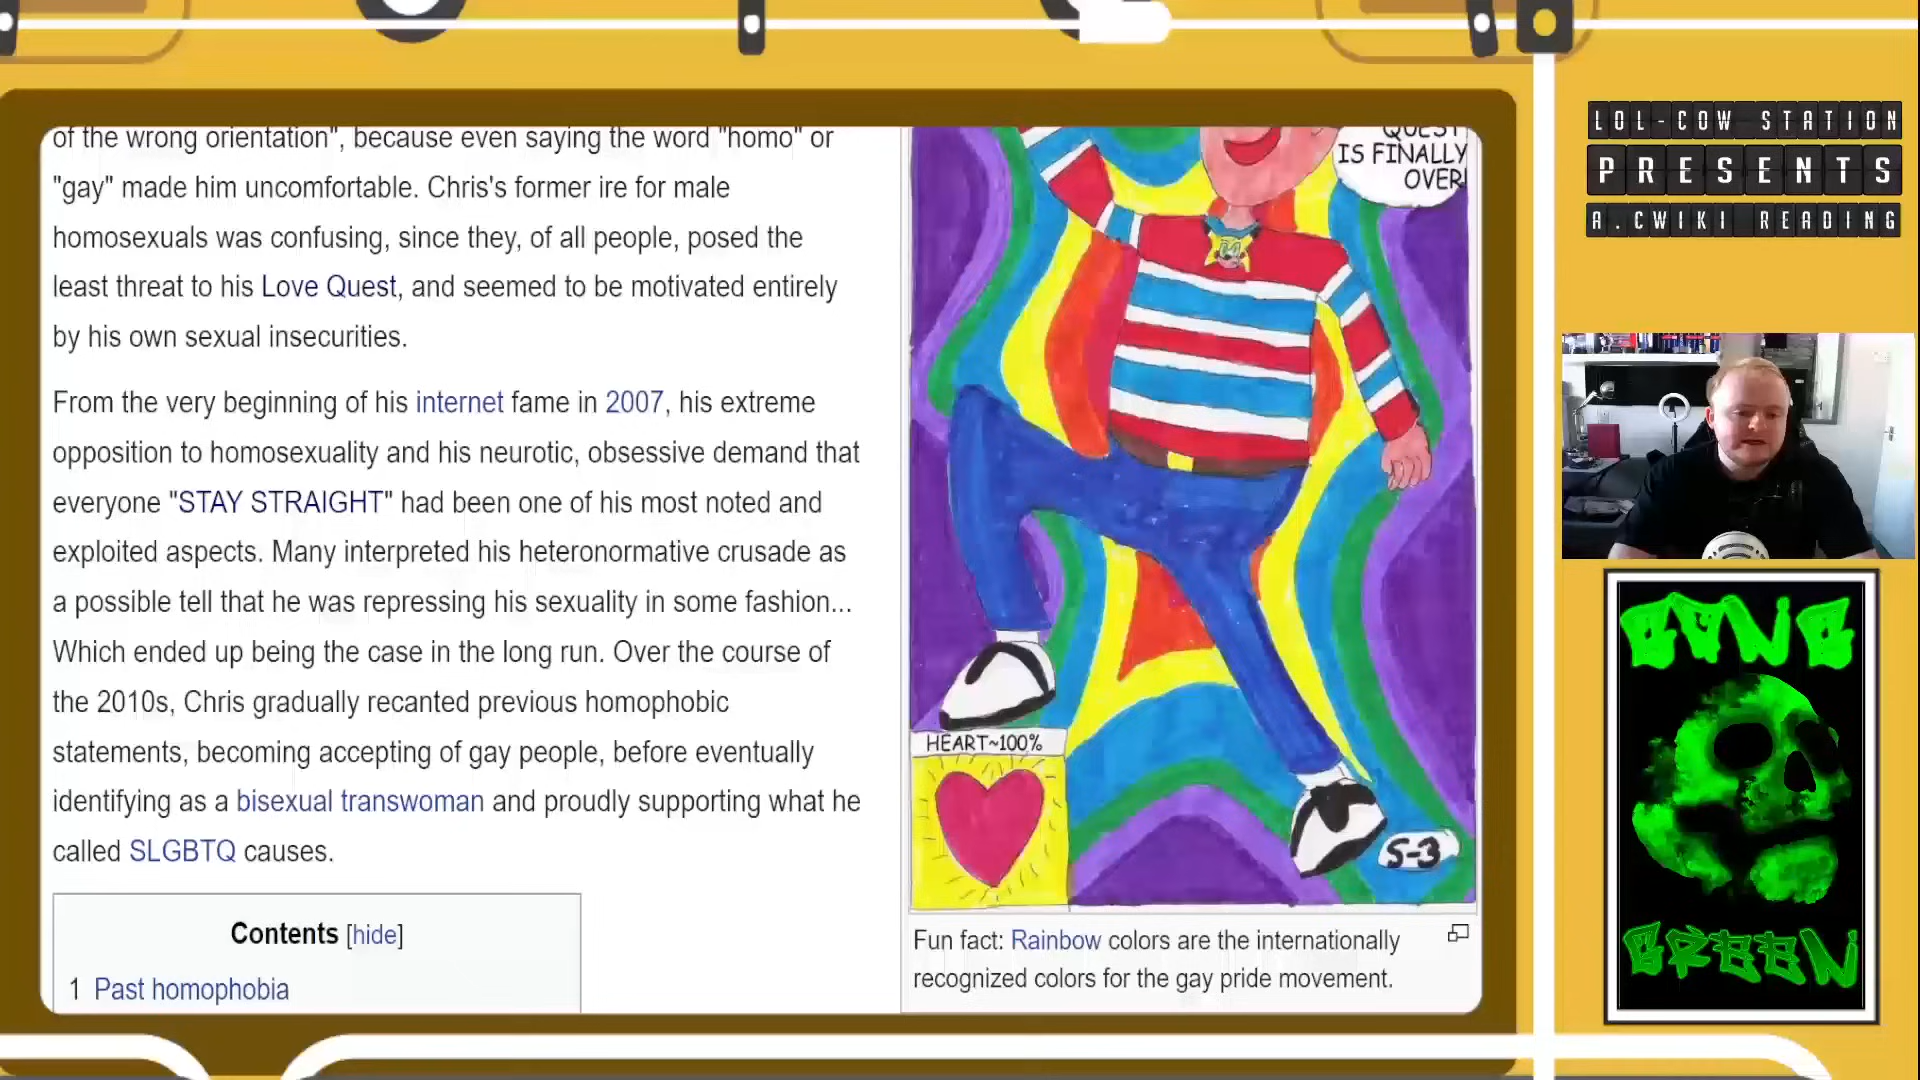 of the wrong orientation", because even saying the word "homo" or
"gay" made him uncomfortable. Chris's former ire for male
homosexuals was confusing, since they, of all people, posed the
least threat to his Love Quest, and seemed to be motivated entirely
by his own sexual insecurities.
From the very beginning of his internet fame in 2007, his extreme
opposition to homosexuality and his neurotic, obsessive demand that
everyone "STAY STRAIGHT" had been one of his most noted and
exploited aspects. Many interpreted his heteronormative crusade as
a possible tell that he was repressing his sexuality in some fashion...
Which ended up being the case in the long run. Over the course of
the 2010s, Chris gradually recanted previous homophobic
statements, becoming accepting of gay people, before eventually
identifying as a bisexual transwoman and proudly supporting what he
called SLGBTQ causes.
Contents [hide]
1 Past homophobia
QUEST
IS FINALLY
OVER!
HEART~100%
S-3
Fun fact: Rainbow colors are the internationally
recognized colors for the gay pride movement.
LOL-COW STATION
PRESENTS
A.CWIKI READING
GONE
GREEN